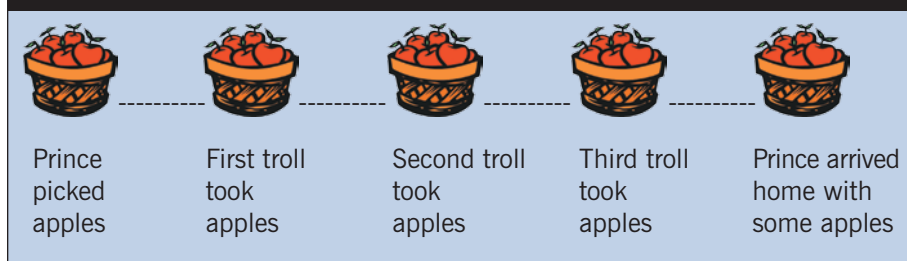 Prince
picked
apples
First troll
took
apples
Second troll
took
apples
Third troll
took
apples
Prince arrived
home with
some apples